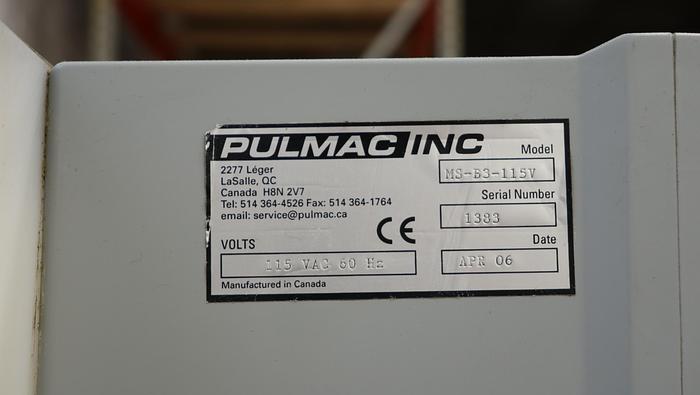 PULMAC INC
2277 Léger
LaSalle, QC
Canada H8N 2V7
Tel: 514 364-4526 Fax: 514 364-1764
email: service@pulmac.ca
CE
VOLTS
115 VAC 60 Hz
Manufactured in Canada
Model
MS-B3-115V
Serial Number
1383
Date
APR 06